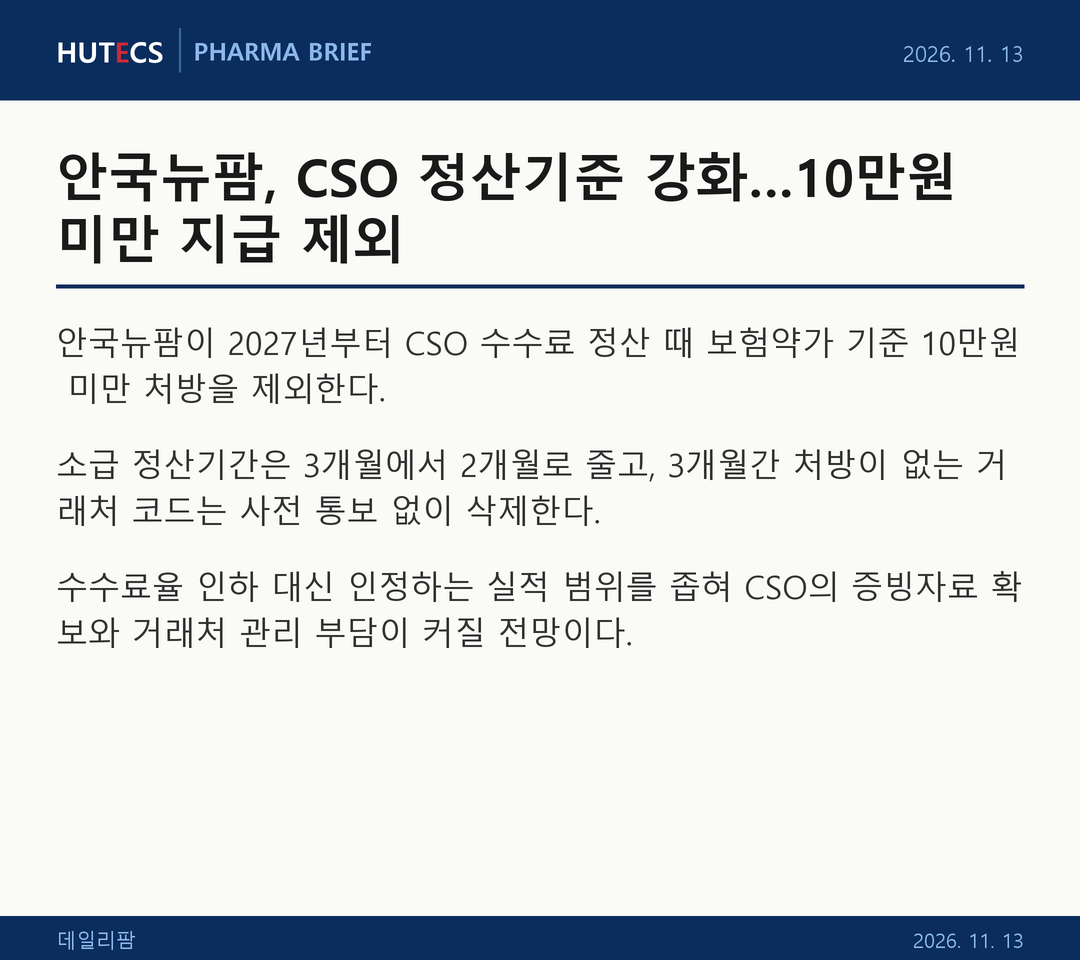 HUTECS PHARMA BRIEF 2026. 11. 13
안국뉴팜, CSO 정산기준 강화...10만원
미만 지급 제외
안국뉴팜이 2027년부터 CSO 수수료 정산 때 보험약가 기준 10만원
미만 처방을 제외한다.
소급 정산기간은 3개월에서 2개월로 줄고, 3개월간 처방이 없는 거
래처 코드는 사전 통보 없이 삭제한다.
수수료율 인하 대신 인정하는 실적 범위를 좁혀 CSO의 증빙자료 확
보와 거래처 관리 부담이 커질 전망이다.
데일리팜 2026. 11. 13